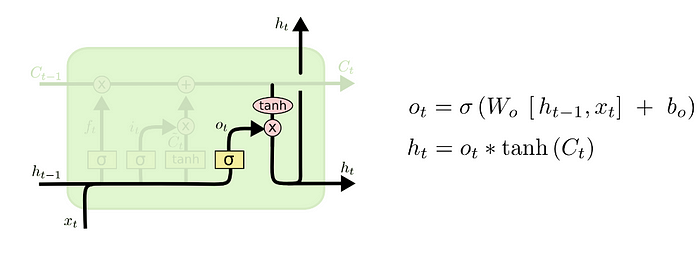 h_t
C_{t-1} C_t
x + tanh
f_t i_t o_t x x
C̃_t
σ σ tanh σ
h_{t-1} h_t
x_t
o_t = σ (W_o [h_{t-1}, x_t] + b_o)
h_t = o_t * tanh (C_t)